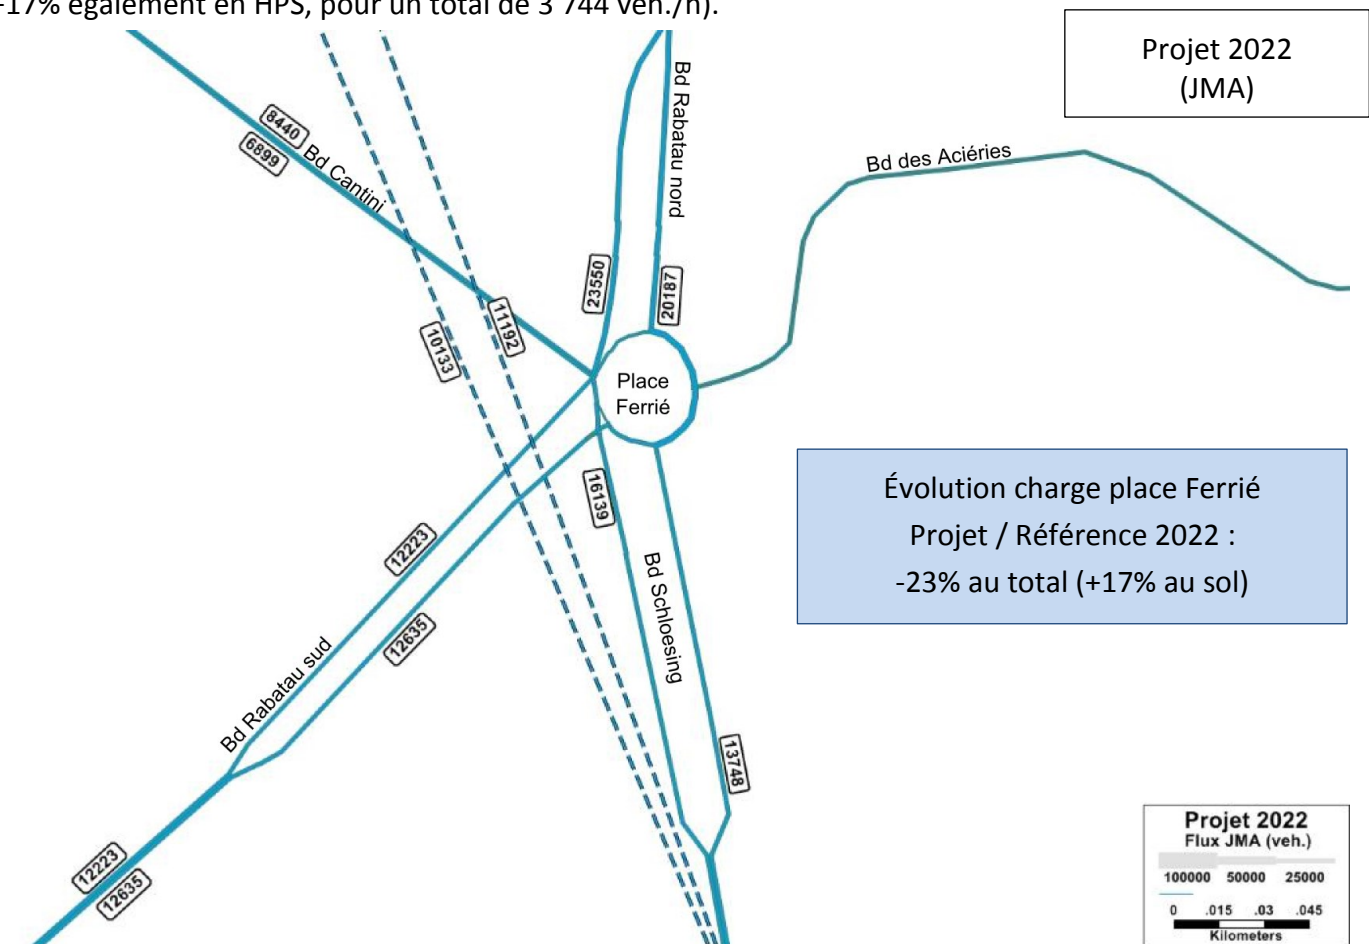 +17% également en HPS, pour un total de 3 744 véh./h).
Projet 2022
(JMA)
Bd Rabatau nord
8440
6899
Bd Cantini
Bd des Aciéries
23550
20187
11192
10133
Place
Ferrié
16139
Évolution charge place Ferrié
Projet / Référence 2022 :
-23% au total (+17% au sol)
12223
12635
Bd Schloesing
Bd Rabatau sud
13748
12223
12635
Projet 2022
Flux JMA (veh.)
100000 50000 25000
0 .015 .03 .045
Kilometers